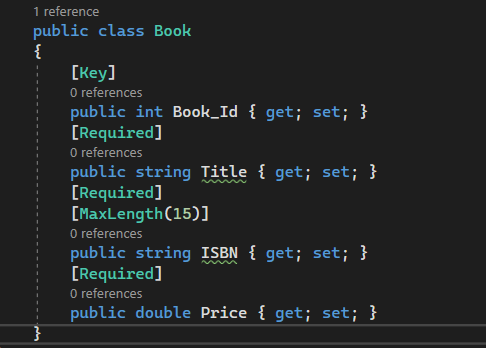 1 reference
public class Book
{
[Key]
0 references
public int Book_Id { get; set; }
[Required]
0 references
public string Title { get; set; }
[Required]
[MaxLength(15)]
0 references
public string ISBN { get; set; }
[Required]
0 references
public double Price { get; set; }
}